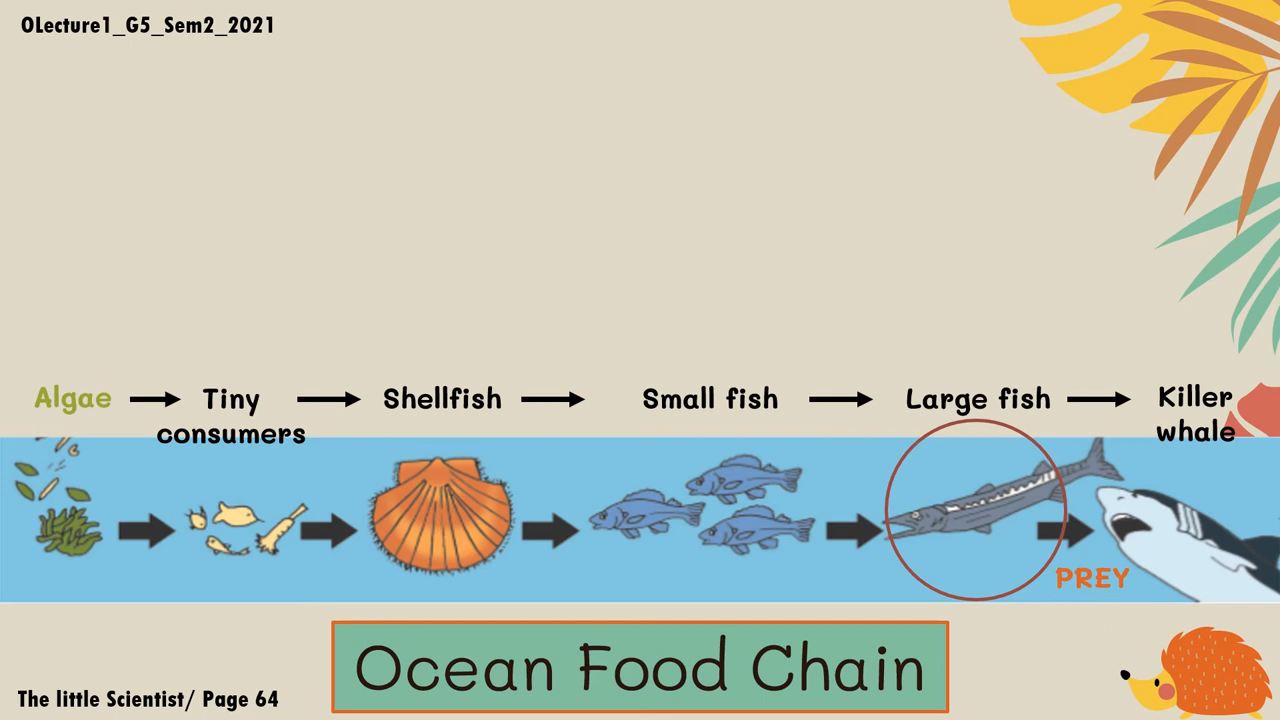 OLecture1_G5_Sem2_2021
Algae
Tiny
consumers
Shellfish
Small fish
Large fish
Killer
whale
PREY
Ocean Food Chain
The little Scientist/ Page 64